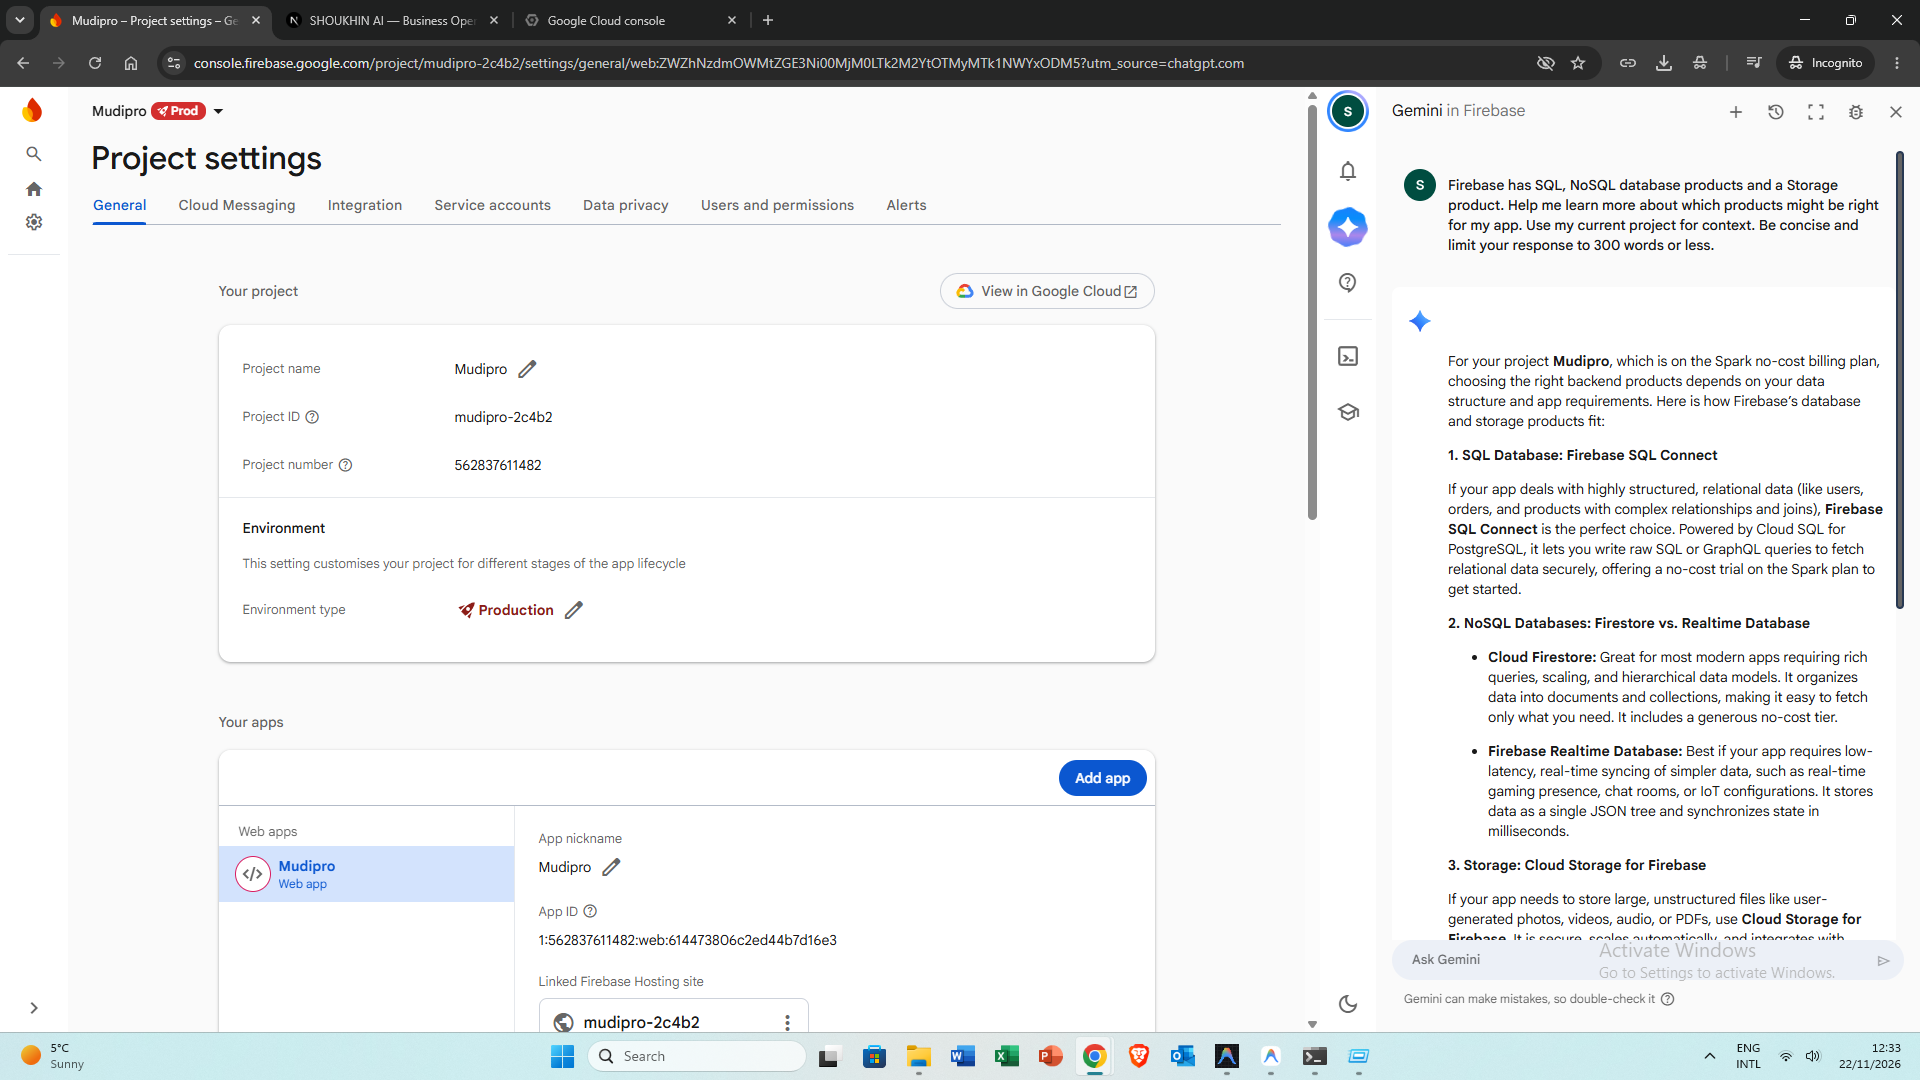 Mudipro – Project settings – Ge
SHOUKHIN AI — Business Oper
Google Cloud console
console.firebase.google.com/project/mudipro-2c4b2/settings/general/web:ZWZhNzdmOWMtZGE3Ni00MjM0LTk2M2YtOTMyMTk1NWYxODM5?utm_source=chatgpt.com
Incognito
Mudipro
Prod
Project settings
General
Cloud Messaging
Integration
Service accounts
Data privacy
Users and permissions
Alerts
Your project
View in Google Cloud
Project name
Mudipro
Project ID
mudipro-2c4b2
Project number
562837611482
Environment
This setting customises your project for different stages of the app lifecycle
Environment type
Production
Your apps
Add app
Web apps
Mudipro
Web app
App nickname
Mudipro
App ID
1:562837611482:web:614473806c2ed44b7d16e3
Linked Firebase Hosting site
mudipro-2c4b2
S
Gemini in Firebase
S
Firebase has SQL, NoSQL database products and a Storage
product. Help me learn more about which products might be right
for my app. Use my current project for context. Be concise and
limit your response to 300 words or less.
For your project Mudipro, which is on the Spark no-cost billing plan,
choosing the right backend products depends on your data
structure and app requirements. Here is how Firebase's database
and storage products fit:
1. SQL Database: Firebase SQL Connect
If your app deals with highly structured, relational data (like users,
orders, and products with complex relationships and joins), Firebase
SQL Connect is the perfect choice. Powered by Cloud SQL for
PostgreSQL, it lets you write raw SQL or GraphQL queries to fetch
relational data securely, offering a no-cost trial on the Spark plan to
get started.
2. NoSQL Databases: Firestore vs. Realtime Database
• Cloud Firestore: Great for most modern apps requiring rich
queries, scaling, and hierarchical data models. It organizes
data into documents and collections, making it easy to fetch
only what you need. It includes a generous no-cost tier.
• Firebase Realtime Database: Best if your app requires low-
latency, real-time syncing of simpler data, such as real-time
gaming presence, chat rooms, or IoT configurations. It stores
data as a single JSON tree and synchronizes state in
milliseconds.
3. Storage: Cloud Storage for Firebase
If your app needs to store large, unstructured files like user-
generated photos, videos, audio, or PDFs, use Cloud Storage for
Firebase. It is secure, scales automatically, and integrates with
Ask Gemini
Activate Windows
Go to Settings to activate Windows.
Gemini can make mistakes, so double-check it
5°C
Sunny
Search
ENG
INTL
12:33
22/11/2026